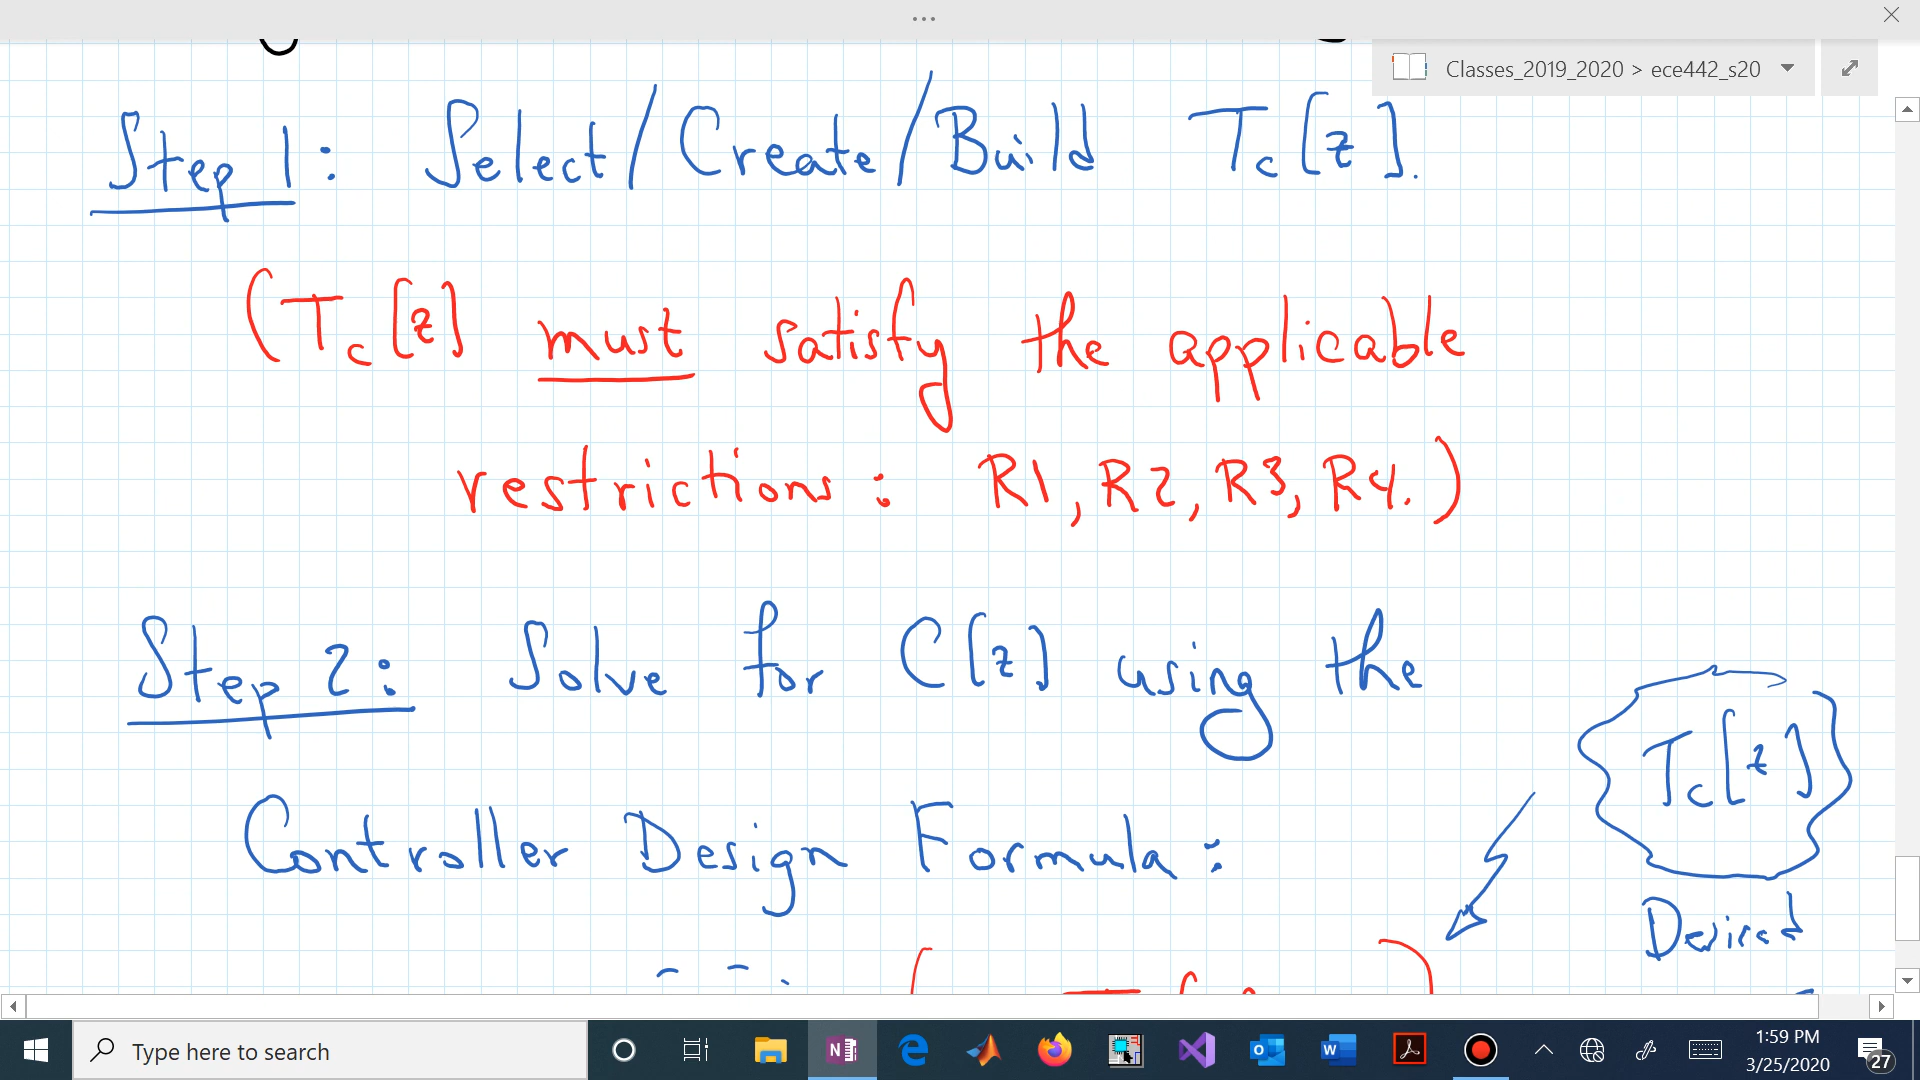 Classes_2019_2020 > ece442_s20
Step 1: Select/Create/Build Tc[z].
(Tc[z] must satisfy the applicable
restrictions: R1, R2, R3, R4.)
Step 2: Solve for C[z] using the
Controller Design Formula:
Tc[z]
Desired
Type here to search
1:59 PM
3/25/2020
27